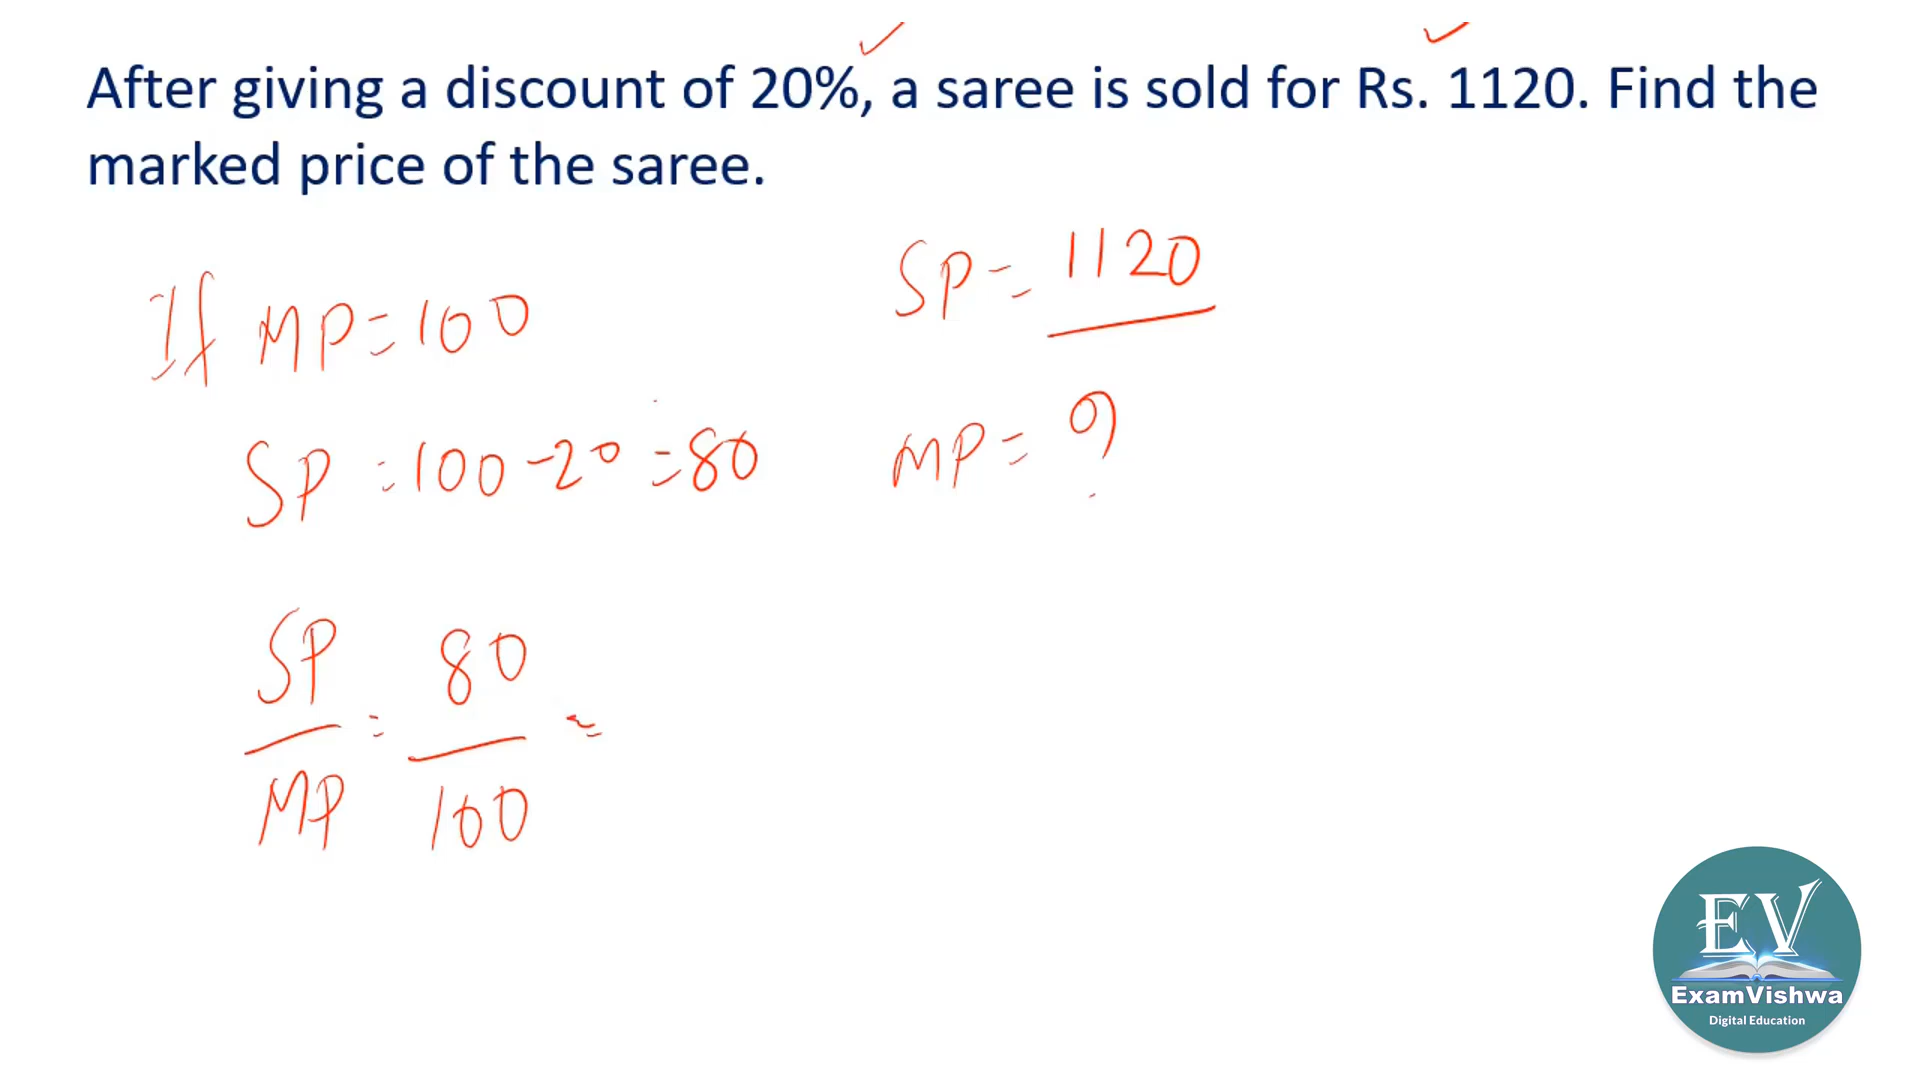 After giving a discount of 20%, a saree is sold for Rs. 1120. Find the
marked price of the saree.
If MP = 100
SP = 100 - 20 = 80
SP = 1120
MP = ?
SP/MP = 80/100 =
EV
ExamVishwa
Digital Education